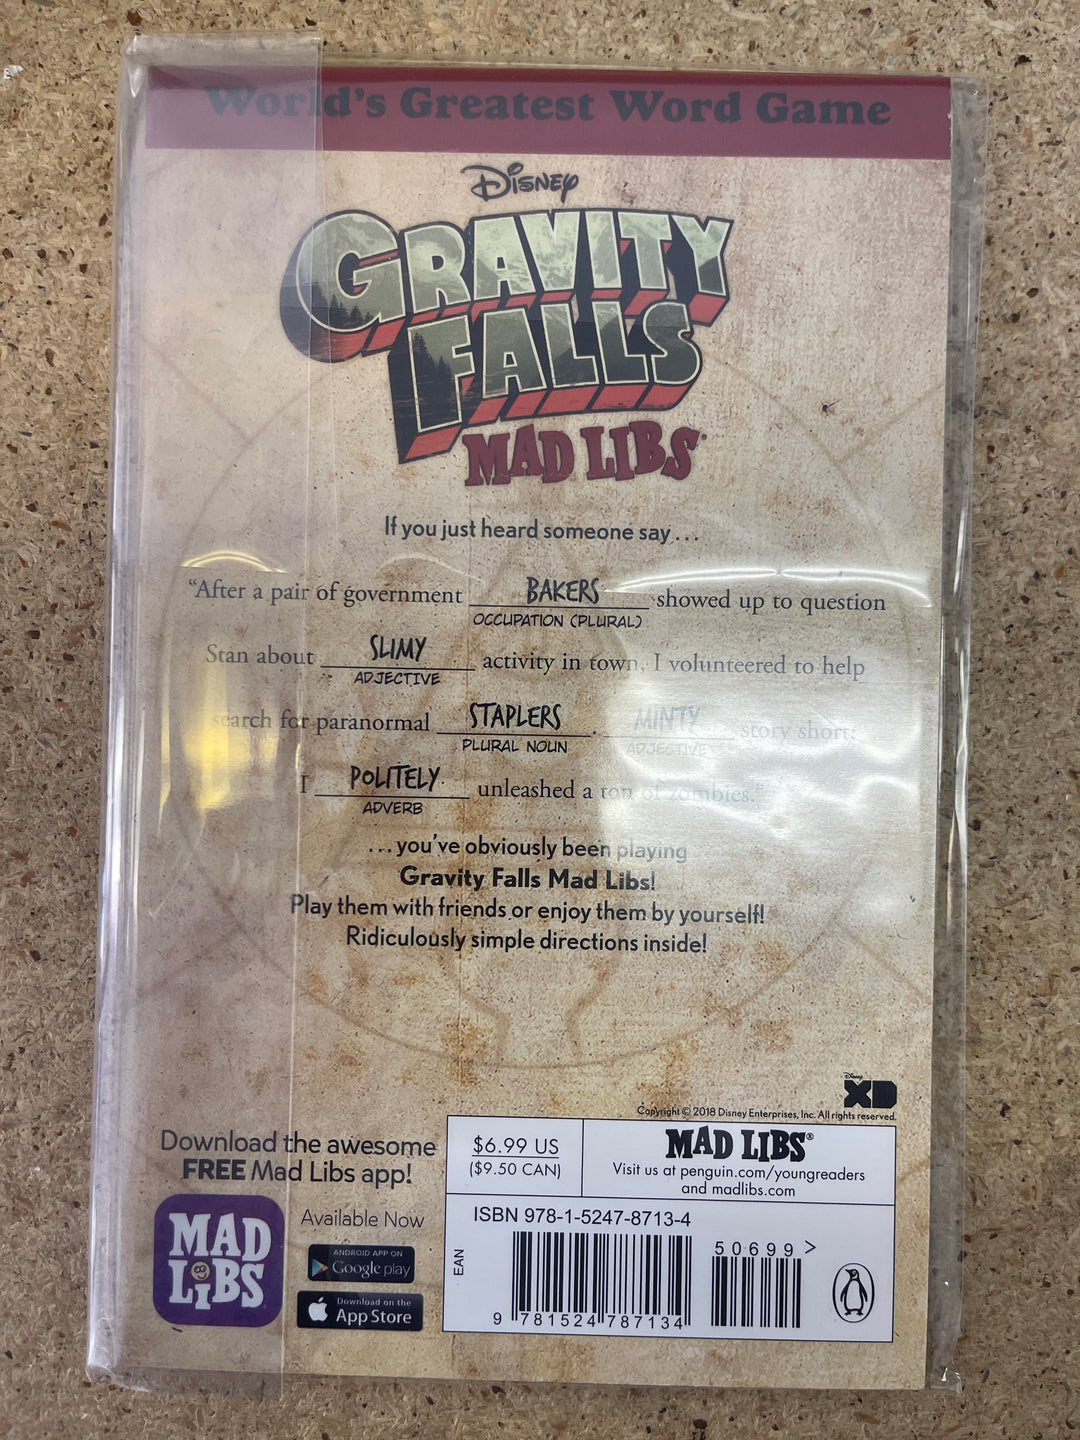 World's Greatest Word Game
Disney
GRAVITY
FALLS
MAD LIBS®
If you just heard someone say...
“After a pair of government BAKERS showed up to question
OCCUPATION (PLURAL)
Stan about SLIMY activity in town, I volunteered to help
ADJECTIVE
search for paranormal STAPLERS. MINTY story short:
PLURAL NOUN ADJECTIVE
I POLITELY unleashed a ton of zombies.”
ADVERB
...you've obviously been playing
Gravity Falls Mad Libs!
Play them with friends or enjoy them by yourself!
Ridiculously simple directions inside!
Disney
XD
Copyright © 2018 Disney Enterprises, Inc. All rights reserved.
Download the awesome
FREE Mad Libs app!
MAD
LIBS
Available Now
ANDROID APP ON
Google play
Download on the
App Store
$6.99 US
($9.50 CAN)
MAD LIBS®
Visit us at penguin.com/youngreaders
and madlibs.com
ISBN 978-1-5247-8713-4
EAN
50699>
9 781524 787134